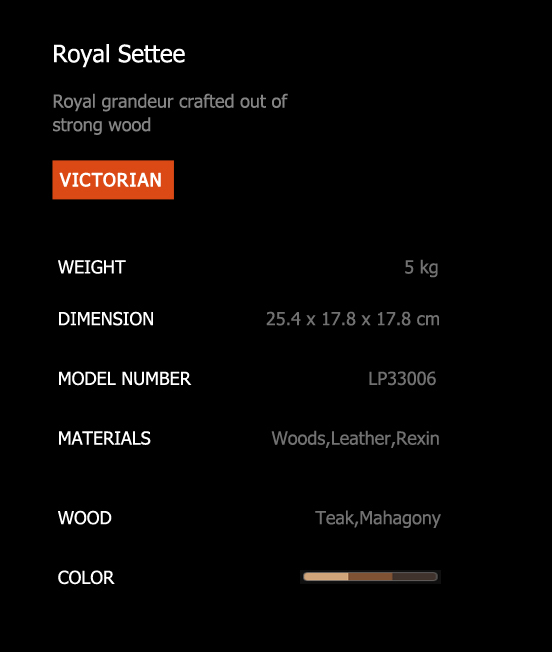 Royal Settee
Royal grandeur crafted out of
strong wood
VICTORIAN
WEIGHT 5 kg
DIMENSION 25.4 x 17.8 x 17.8 cm
MODEL NUMBER LP33006
MATERIALS Woods,Leather,Rexin
WOOD Teak,Mahagony
COLOR